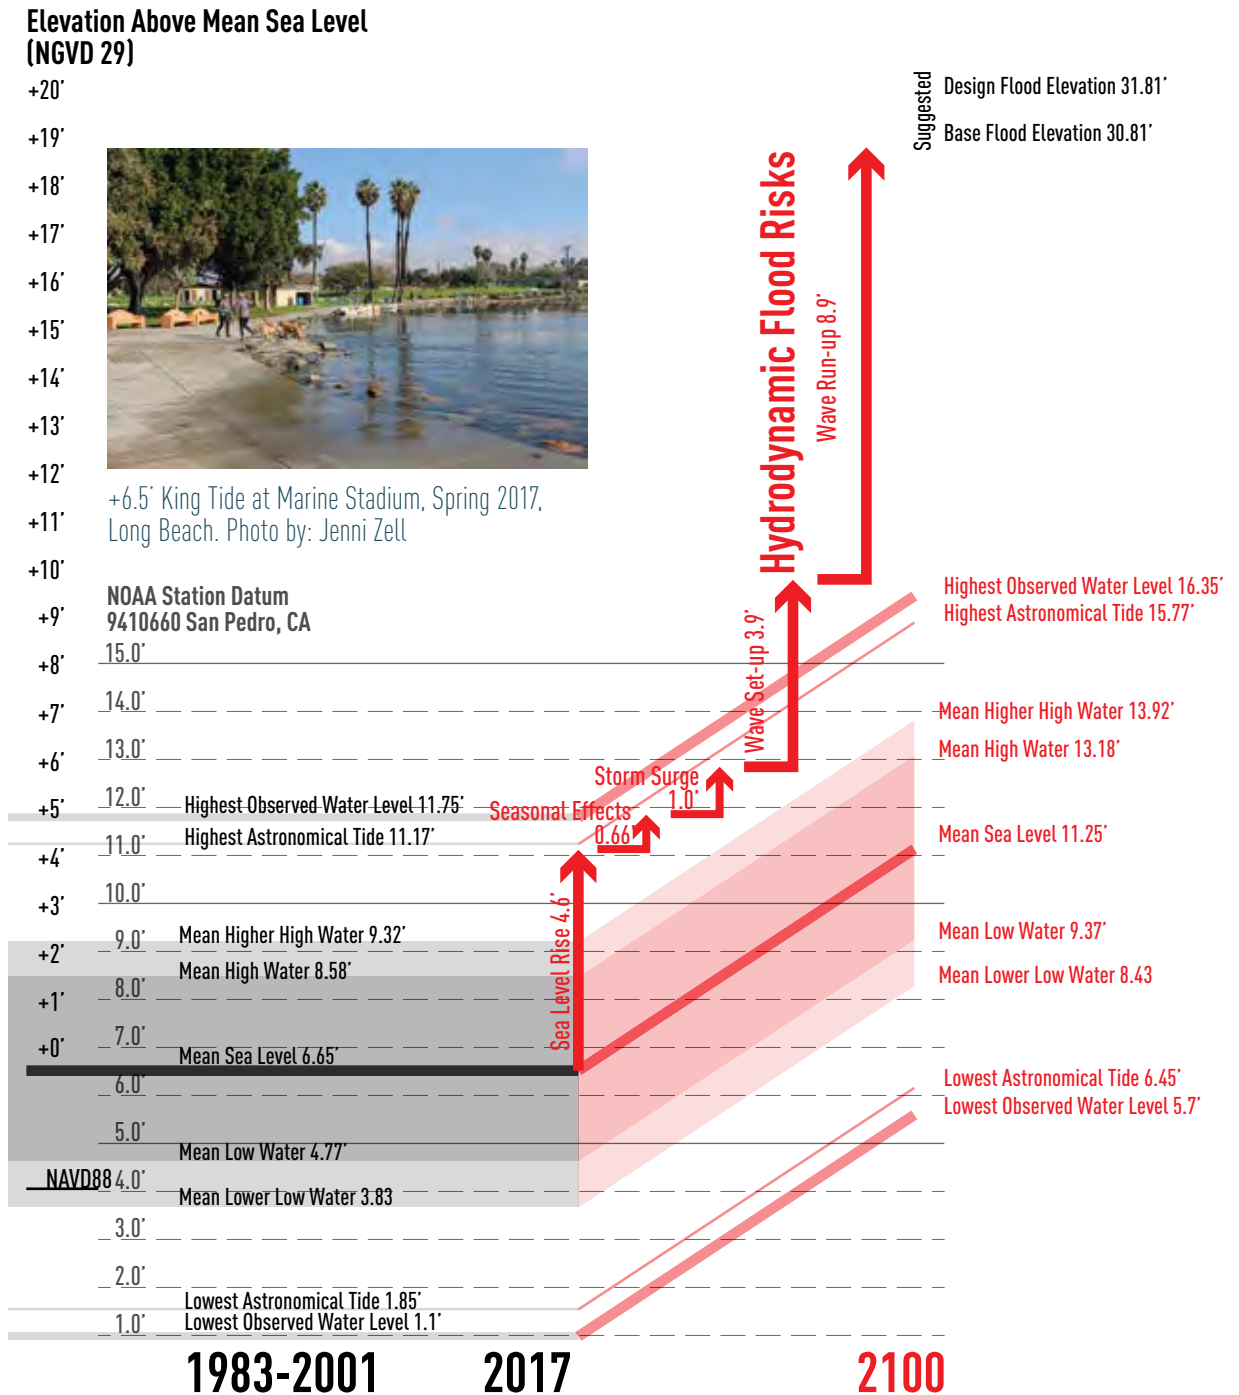 Elevation Above Mean Sea Level
(NGVD 29)
+20’
+19’
+18’
+17’
+16’
+15’
+14’
+13’
+12’
+11’
+10’
+9’
+8’
+7’
+6’
+5’
+4’
+3’
+2’
+1’
+0’
NAVD88
+6.5’ King Tide at Marine Stadium, Spring 2017,
Long Beach. Photo by: Jenni Zell
NOAA Station Datum
9410660 San Pedro, CA
15.0’
14.0’
13.0’
12.0’
11.0’
10.0’
9.0’
8.0’
7.0’
6.0’
5.0’
4.0’
3.0’
2.0’
1.0’
Highest Observed Water Level 11.75’
Highest Astronomical Tide 11.17’
Mean Higher High Water 9.32’
Mean High Water 8.58’
Mean Sea Level 6.65’
Mean Low Water 4.77’
Mean Lower Low Water 3.83
Lowest Astronomical Tide 1.85’
Lowest Observed Water Level 1.1’
Sea Level Rise 4.6’
Seasonal Effects
0.66’
Storm Surge
1.0’
Wave Set-up 3.9’
Hydrodynamic Flood Risks
Wave Run-up 8.9’
Suggested
Design Flood Elevation 31.81’
Base Flood Elevation 30.81’
Highest Observed Water Level 16.35’
Highest Astronomical Tide 15.77’
Mean Higher High Water 13.92’
Mean High Water 13.18’
Mean Sea Level 11.25’
Mean Low Water 9.37’
Mean Lower Low Water 8.43
Lowest Astronomical Tide 6.45’
Lowest Observed Water Level 5.7’
1983-2001
2017
2100